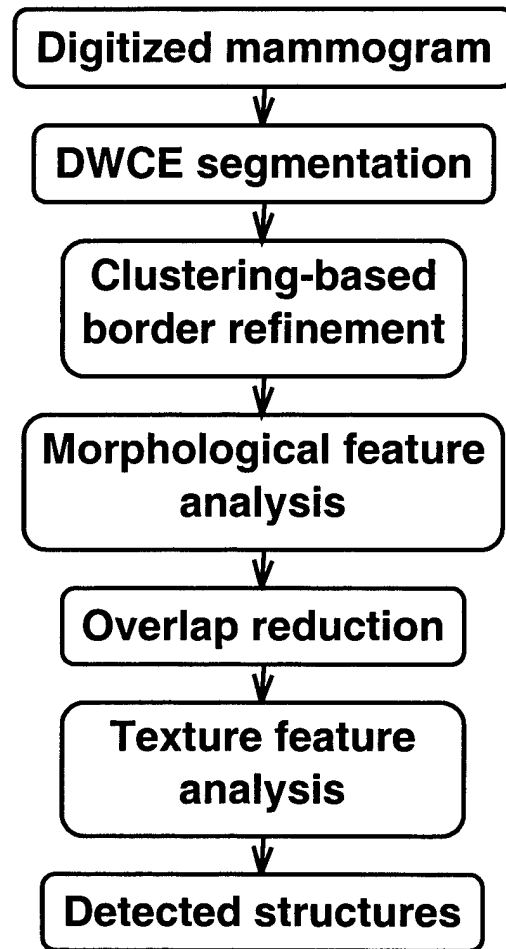 Digitized mammogram
DWCE segmentation
Clustering-based
border refinement
Morphological feature
analysis
Overlap reduction
Texture feature
analysis
Detected structures